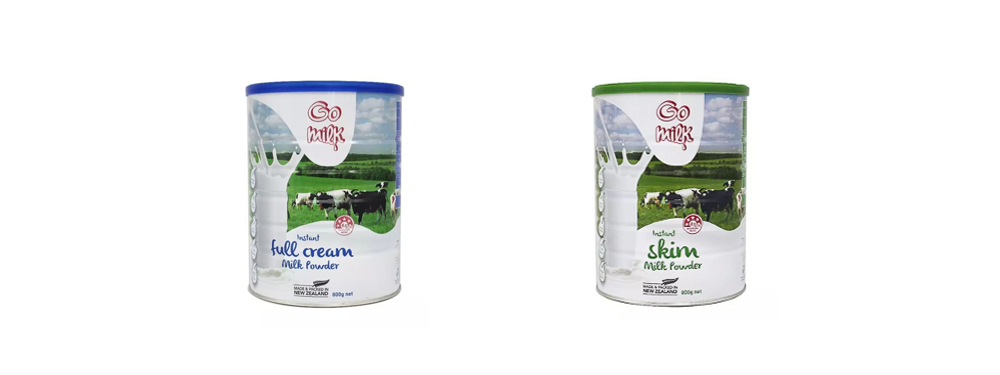 Go
milk
Instant
full cream
Milk Powder
MADE & PACKED IN
NEW ZEALAND
800g net
Go
milk
Instant
skim
Milk Powder
MADE & PACKED IN
NEW ZEALAND
800g net